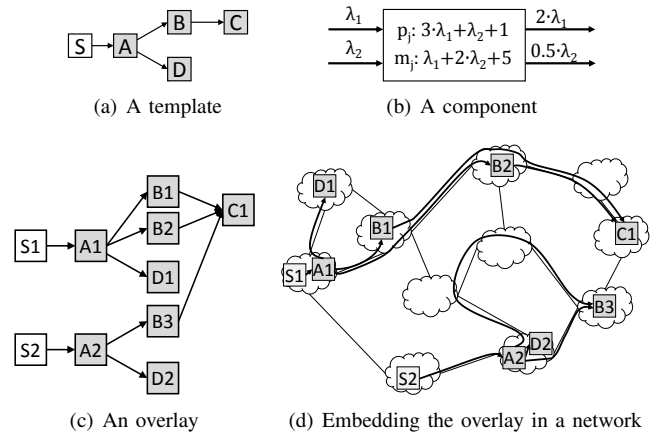 S
A
B
C
D
(a) A template
λ₁
λ₂
pⱼ: 3·λ₁+λ₂+1
mⱼ: λ₁+2·λ₂+5
2·λ₁
0.5·λ₂
(b) A component
S1
A1
B1
B2
D1
C1
S2
A2
B3
D2
(c) An overlay
D1
B1
B2
C1
S1
A1
B3
D2
A2
S2
(d) Embedding the overlay in a network